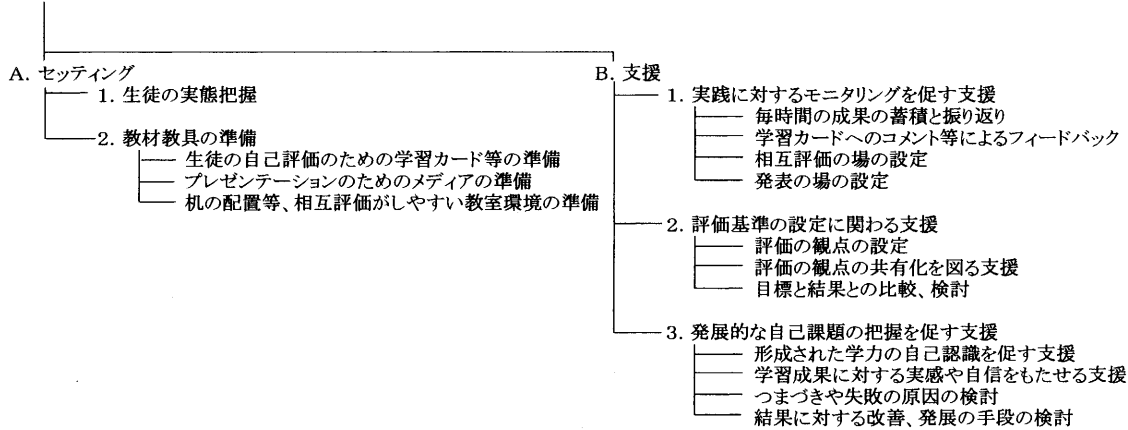 A. セッティング
1. 生徒の実態把握
2. 教材教具の準備
生徒の自己評価のための学習カード等の準備
プレゼンテーションのためのメディアの準備
机の配置等、相互評価がしやすい教室環境の準備
B. 支援
1. 実践に対するモニタリングを促す支援
毎時間の成果の蓄積と振り返り
学習カードへのコメント等によるフィードバック
相互評価の場の設定
発表の場の設定
2. 評価基準の設定に関わる支援
評価の観点の設定
評価の観点の共有化を図る支援
目標と結果との比較、検討
3. 発展的な自己課題の把握を促す支援
形成された学力の自己認識を促す支援
学習成果に対する実感や自信をもたせる支援
つまづきや失敗の原因の検討
結果に対する改善、発展の手段の検討